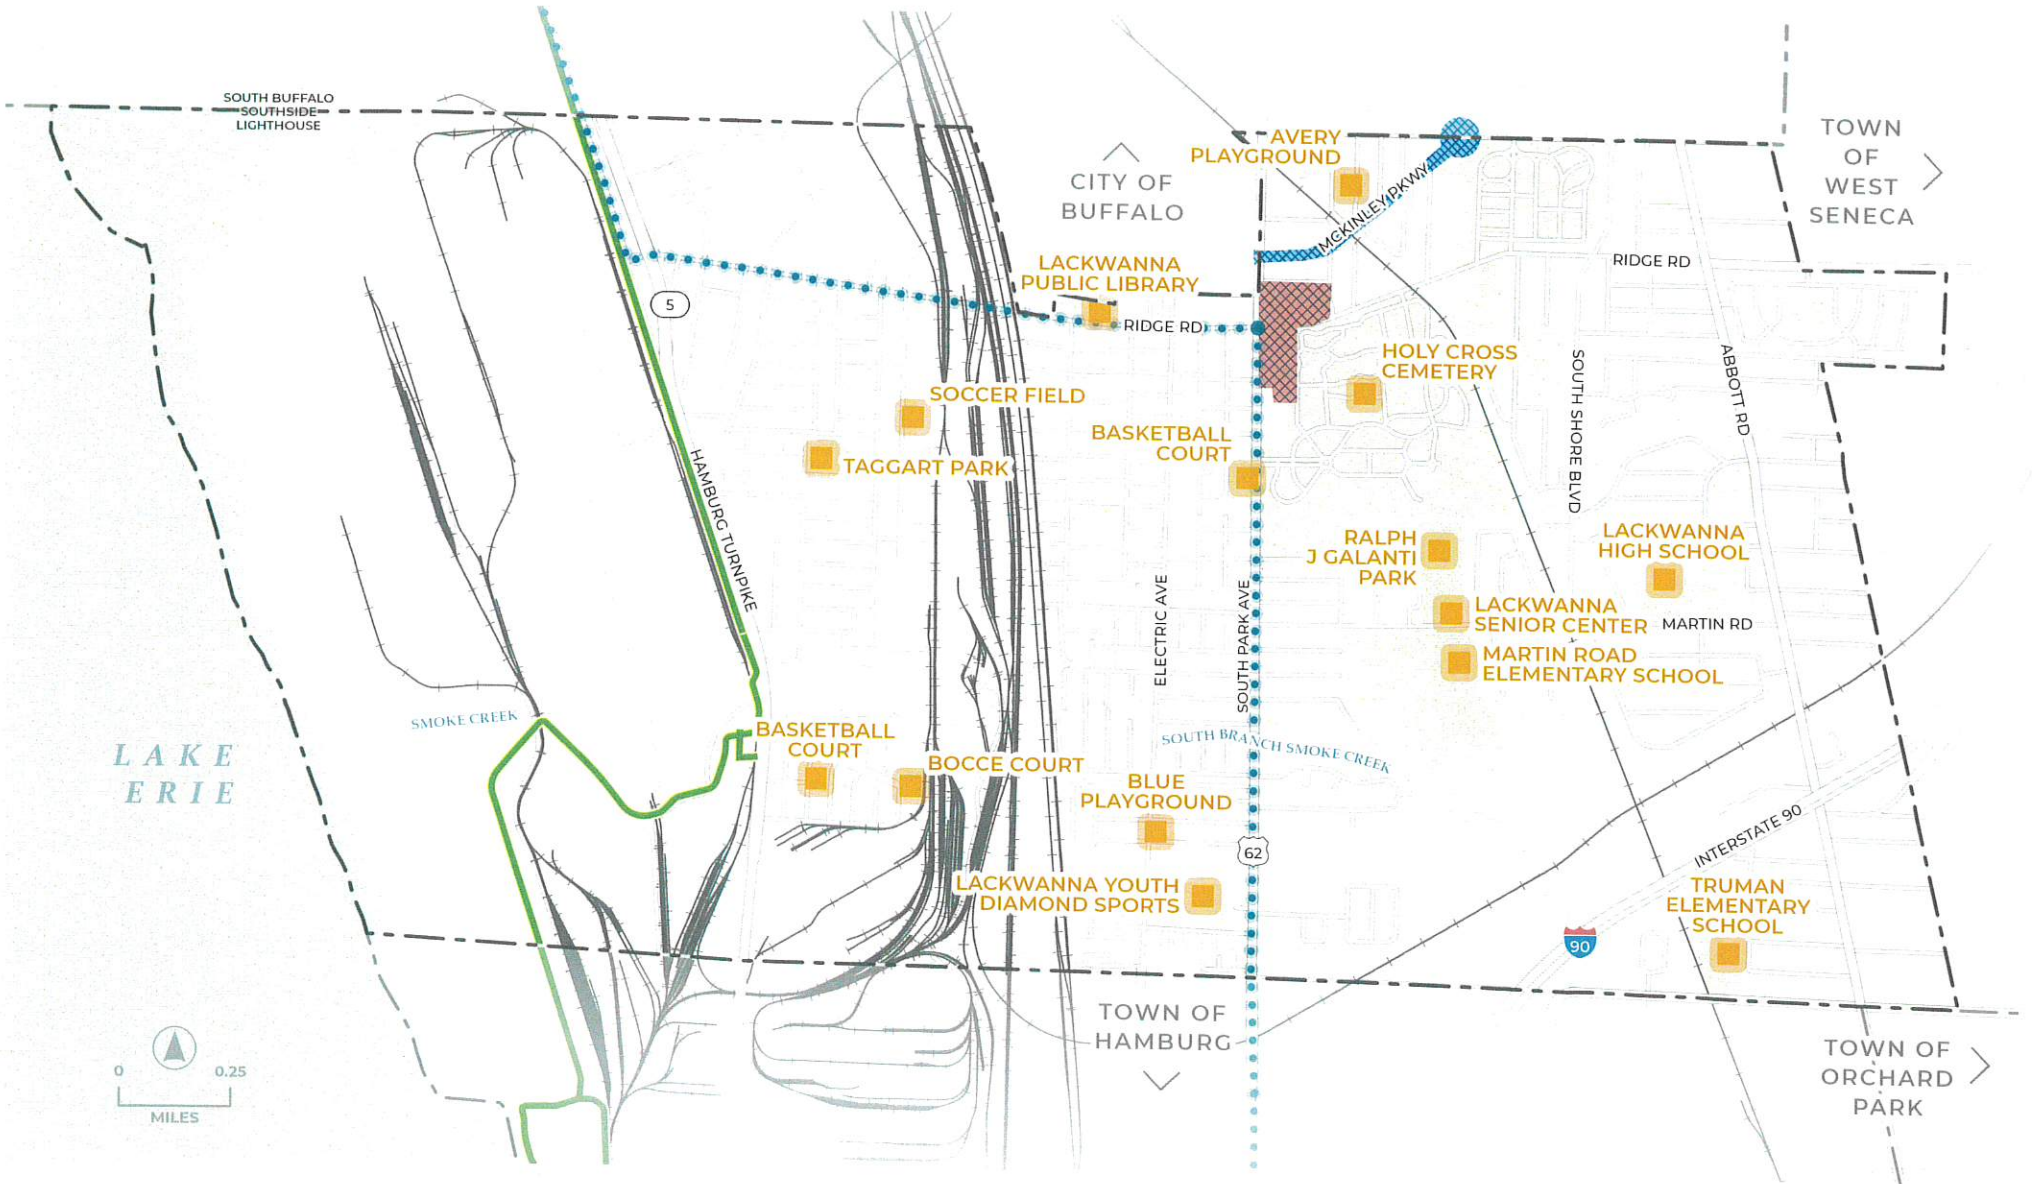 SOUTH BUFFALO
SOUTHSIDE
LIGHTHOUSE
AVERY
PLAYGROUND
TOWN
OF
WEST
SENECA
CITY OF
BUFFALO
MCKINLEY PKWY
LACKWANNA
PUBLIC LIBRARY
RIDGE RD
5
RIDGE RD
HOLY CROSS
CEMETERY
SOUTH SHORE BLVD
ABBOTT RD
SOCCER FIELD
TAGGART PARK
BASKETBALL
COURT
HAMBURG TURNPIKE
RALPH
J GALANTI
PARK
LACKWANNA
HIGH SCHOOL
ELECTRIC AVE
SOUTH PARK AVE
LACKWANNA
SENIOR CENTER
MARTIN RD
MARTIN ROAD
ELEMENTARY SCHOOL
SMOKE CREEK
LAKE
ERIE
BASKETBALL
COURT
BOCCE COURT
SOUTH BRANCH SMOKE CREEK
BLUE
PLAYGROUND
62
INTERSTATE 90
LACKWANNA YOUTH
DIAMOND SPORTS
TRUMAN
ELEMENTARY
SCHOOL
90
TOWN OF
HAMBURG
TOWN OF
ORCHARD
PARK
0 0.25
MILES